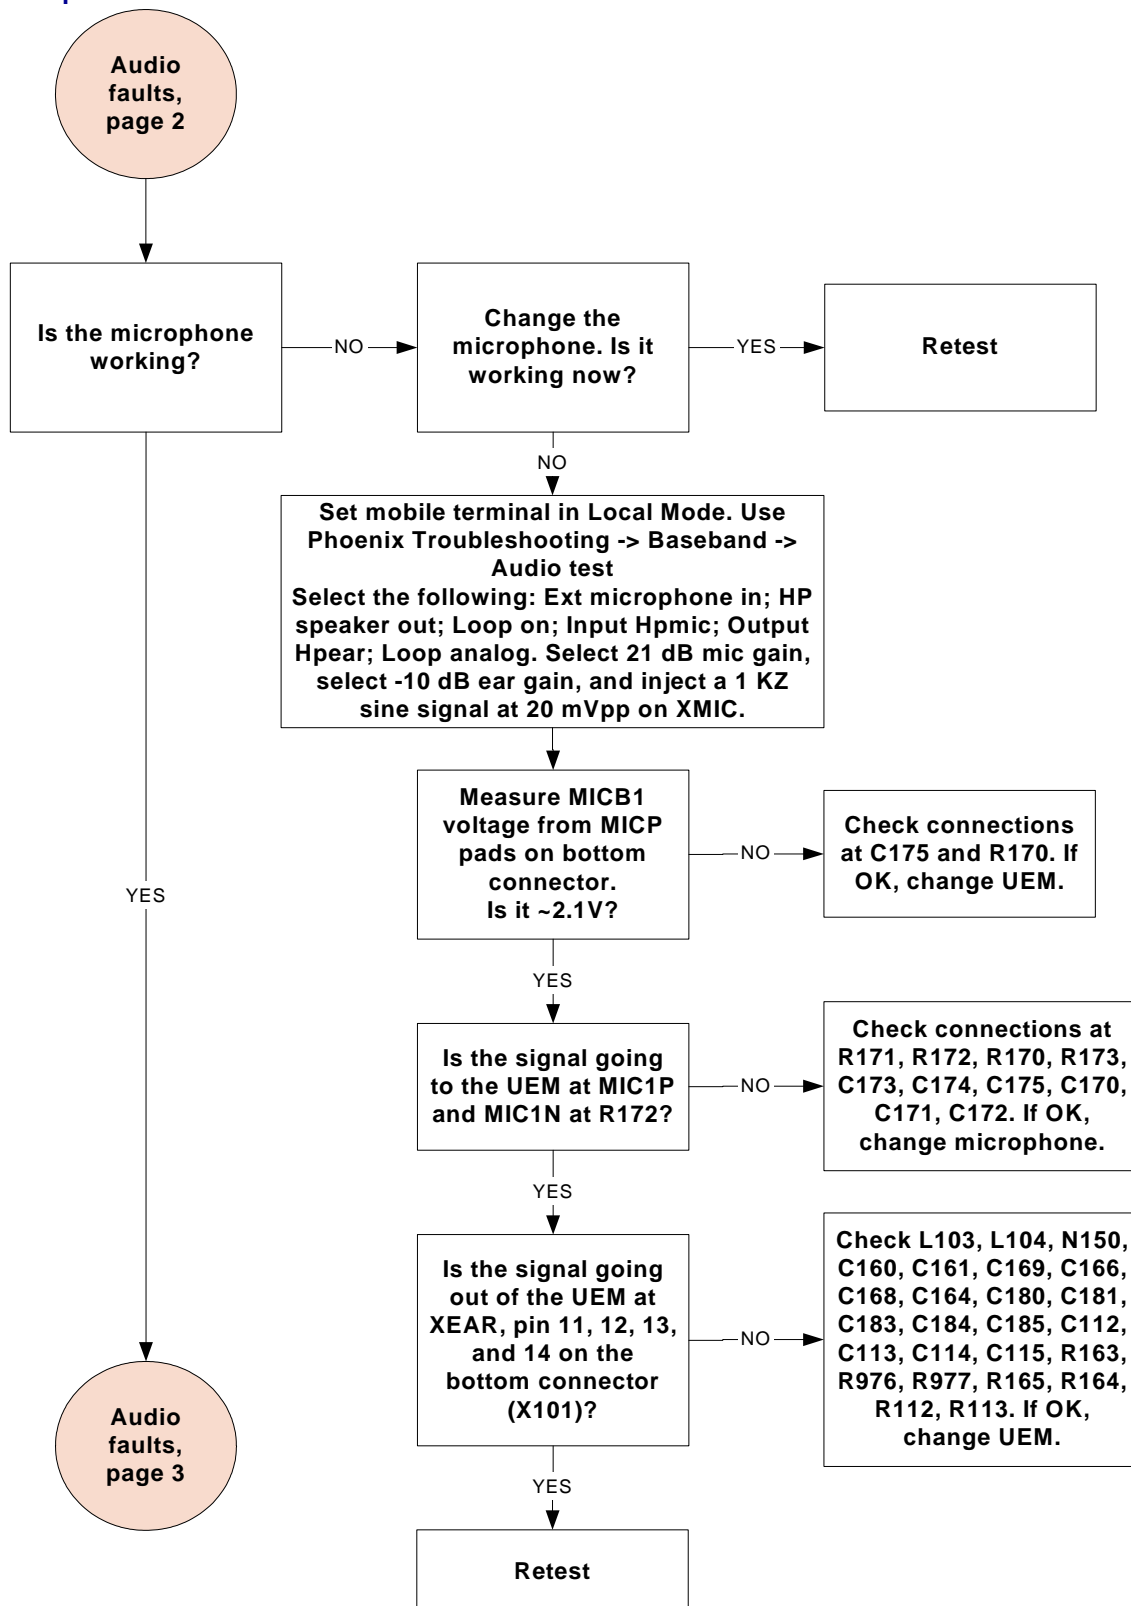 Audio
faults,
page 2
Is the microphone
working?
NO
Change the
microphone. Is it
working now?
YES
Retest
NO
Set mobile terminal in Local Mode. Use
Phoenix Troubleshooting -> Baseband ->
Audio test
Select the following: Ext microphone in; HP
speaker out; Loop on; Input Hpmic; Output
Hpear; Loop analog. Select 21 dB mic gain,
select -10 dB ear gain, and inject a 1 KZ
sine signal at 20 mVpp on XMIC.
Measure MICB1
voltage from MICP
pads on bottom
connector.
Is it ~2.1V?
NO
Check connections
at C175 and R170. If
OK, change UEM.
YES
YES
Is the signal going
to the UEM at MIC1P
and MIC1N at R172?
NO
Check connections at
R171, R172, R170, R173,
C173, C174, C175, C170,
C171, C172. If OK,
change microphone.
YES
Is the signal going
out of the UEM at
XEAR, pin 11, 12, 13,
and 14 on the
bottom connector
(X101)?
NO
Check L103, L104, N150,
C160, C161, C169, C166,
C168, C164, C180, C181,
C183, C184, C185, C112,
C113, C114, C115, R163,
R976, R977, R165, R164,
R112, R113. If OK,
change UEM.
Audio
faults,
page 3
YES
Retest